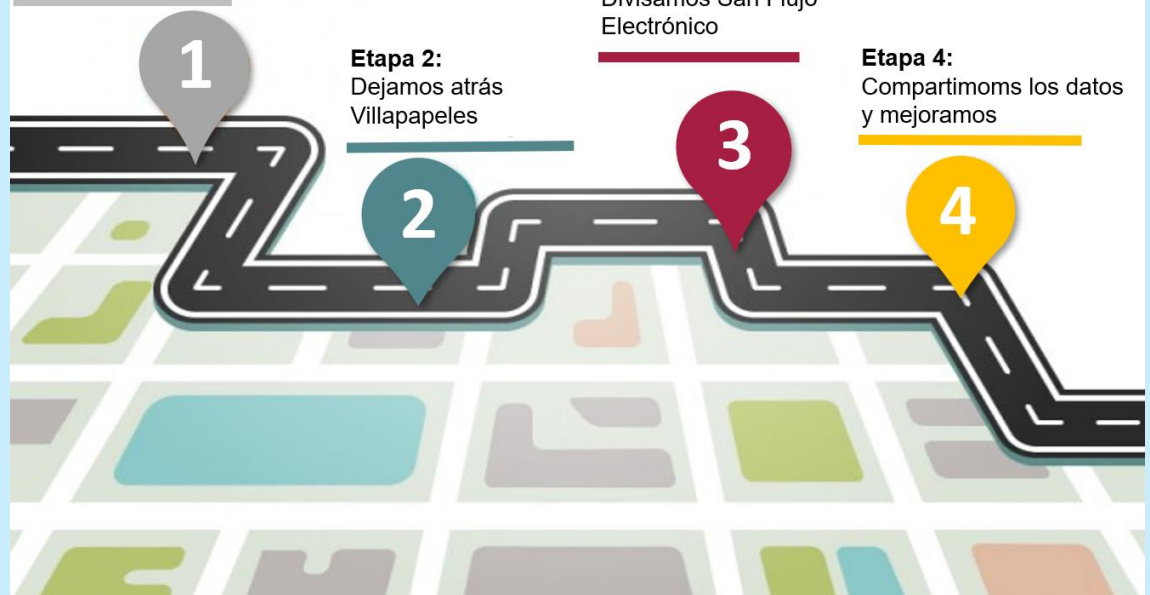 Divisamos San Flujo
Electrónico
Etapa 2:
Dejamos atrás
Villapapeles
Etapa 4:
Compartimoms los datos
y mejoramos
1
2
3
4